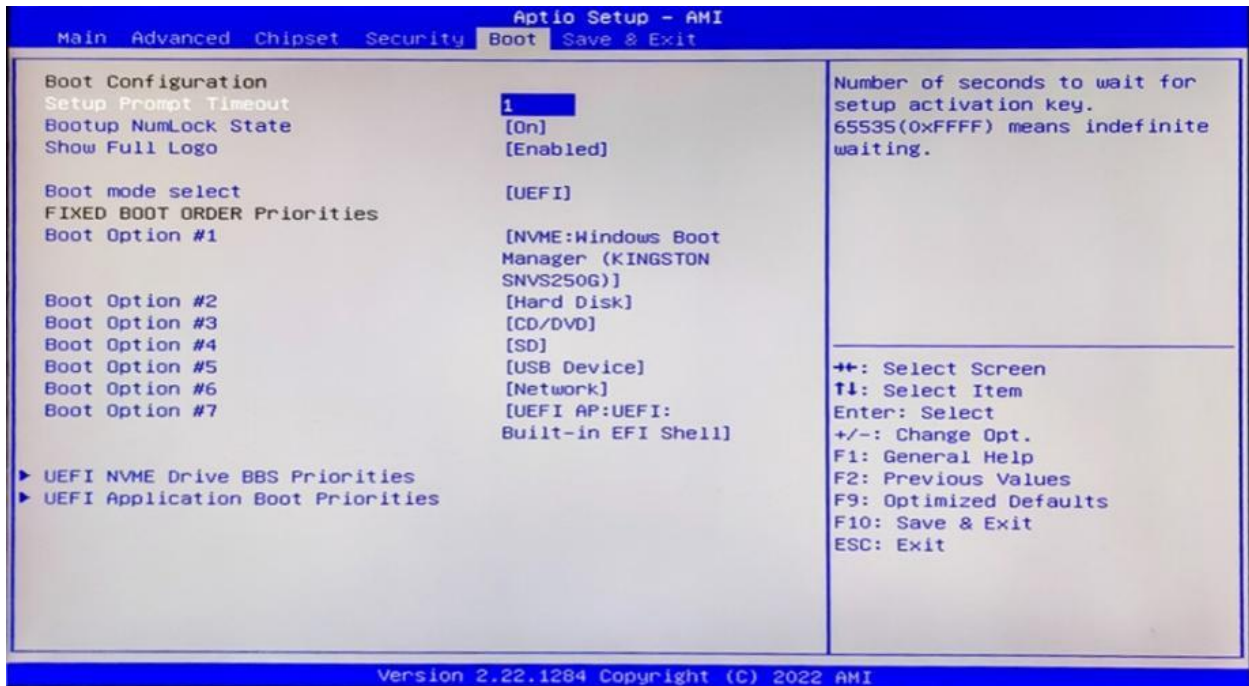 Aptio Setup - AMI
Main Advanced Chipset Security Boot Save & Exit
Boot Configuration
Setup Prompt Timeout 1
Bootup NumLock State [On]
Show Full Logo [Enabled]
Boot mode select [UEFI]
FIXED BOOT ORDER Priorities
Boot Option #1 [NVME:Windows Boot
Manager (KINGSTON
SNVS250G)]
Boot Option #2 [Hard Disk]
Boot Option #3 [CD/DVD]
Boot Option #4 [SD]
Boot Option #5 [USB Device]
Boot Option #6 [Network]
Boot Option #7 [UEFI AP:UEFI:
Built-in EFI Shell]
► UEFI NVME Drive BBS Priorities
► UEFI Application Boot Priorities
Number of seconds to wait for
setup activation key.
65535(0xFFFF) means indefinite
waiting.
→←: Select Screen
↑↓: Select Item
Enter: Select
+/-: Change Opt.
F1: General Help
F2: Previous Values
F9: Optimized Defaults
F10: Save & Exit
ESC: Exit
Version 2.22.1284 Copyright (C) 2022 AMI